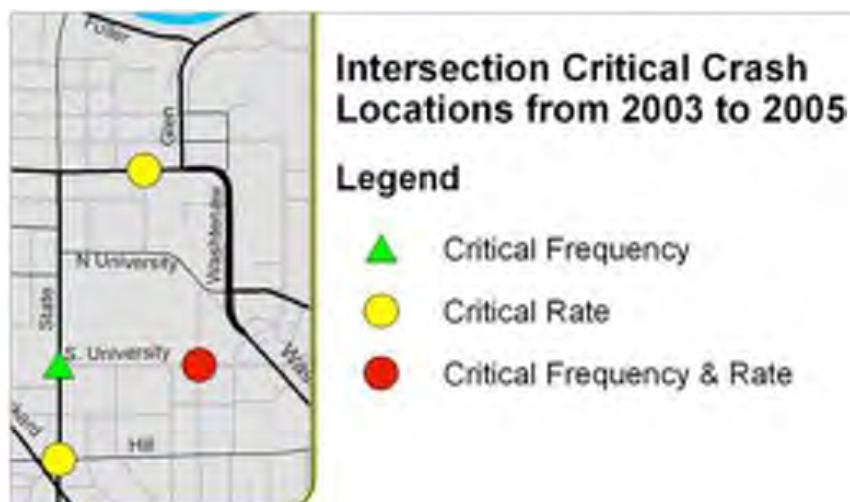 Fuller
Glen
Washtenaw
N University
State
S. University
Hill
Intersection Critical Crash
Locations from 2003 to 2005
Legend
Critical Frequency
Critical Rate
Critical Frequency & Rate